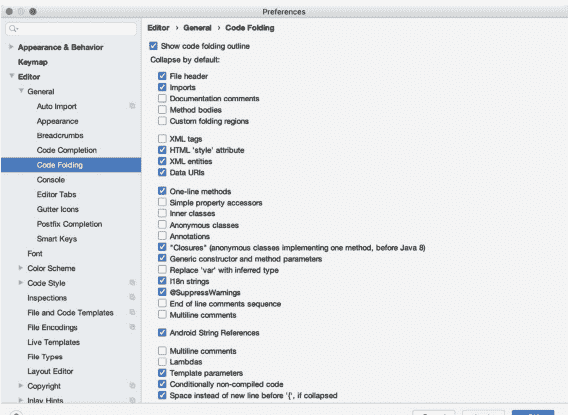 Preferences
Editor › General › Code Folding
Appearance & Behavior
Keymap
Editor
General
Auto Import
Appearance
Breadcrumbs
Code Completion
Code Folding
Console
Editor Tabs
Gutter Icons
Postfix Completion
Smart Keys
Font
Color Scheme
Code Style
Inspections
File and Code Templates
File Encodings
Live Templates
File Types
Layout Editor
Copyright
Inlay Hints
Show code folding outline
Collapse by default:
File header
Imports
Documentation comments
Method bodies
Custom folding regions
XML tags
HTML 'style' attribute
XML entities
Data URIs
One-line methods
Simple property accessors
Inner classes
Anonymous classes
Annotations
"Closures" (anonymous classes implementing one method, before Java 8)
Generic constructor and method parameters
Replace 'var' with inferred type
I18n strings
@SuppressWarnings
End of line comments sequence
Multiline comments
Android String References
Multiline comments
Lambdas
Template parameters
Conditionally non-compiled code
Space instead of new line before '{', if collapsed